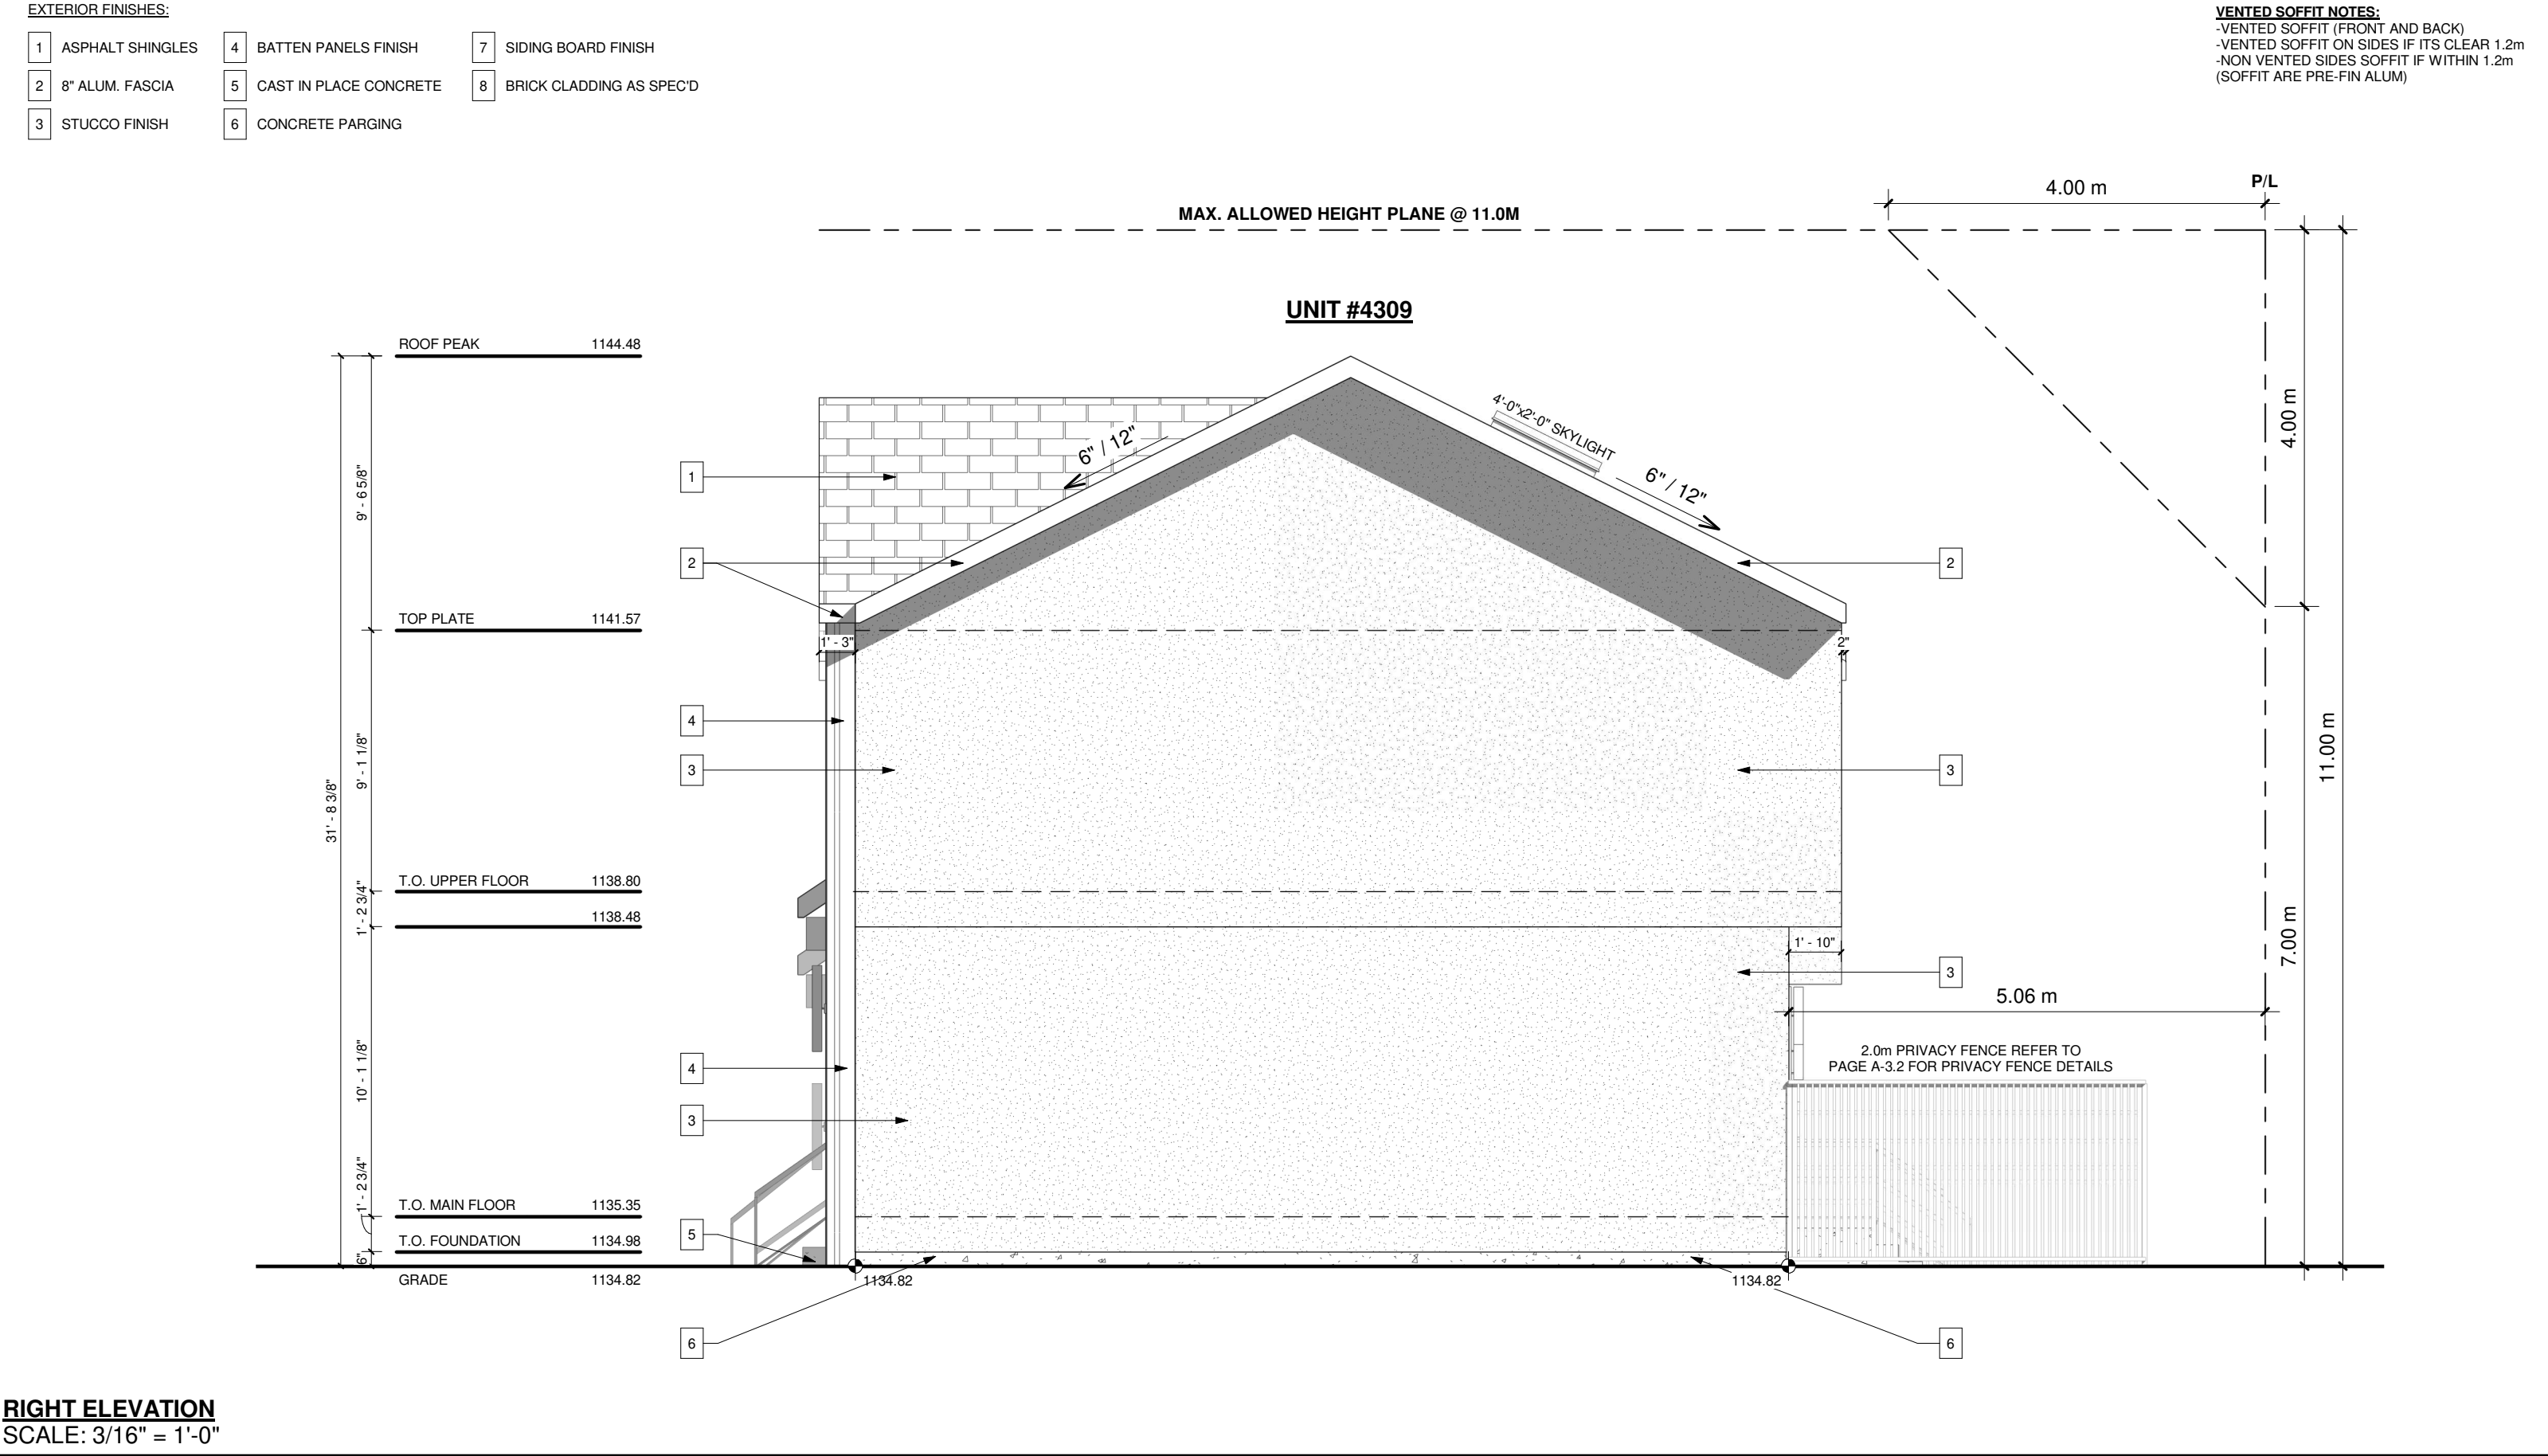 EXTERIOR FINISHES:
1 ASPHALT SHINGLES
2 8" ALUM. FASCIA
3 STUCCO FINISH
4 BATTEN PANELS FINISH
5 CAST IN PLACE CONCRETE
6 CONCRETE PARGING
7 SIDING BOARD FINISH
8 BRICK CLADDING AS SPEC'D
VENTED SOFFIT NOTES:
-VENTED SOFFIT (FRONT AND BACK)
-VENTED SOFFIT ON SIDES IF ITS CLEAR 1.2m
-NON VENTED SIDES SOFFIT IF WITHIN 1.2m
(SOFFIT ARE PRE-FIN ALUM)
4.00 m
P/L
MAX. ALLOWED HEIGHT PLANE @ 11.0M
UNIT #4309
ROOF PEAK 1144.48
TOP PLATE 1141.57
T.O. UPPER FLOOR 1138.80
1138.48
T.O. MAIN FLOOR 1135.35
T.O. FOUNDATION 1134.98
GRADE 1134.82
31' - 8 3/8"
9' - 6 5/8"
9' - 1 1/8"
1' - 2 3/4"
10' - 1 1/8"
1' - 2 3/4"
6"
1
2
4
3
4
3
5
6
6" / 12"
4'-0"x2'-0" SKYLIGHT
6" / 12"
1' - 3"
2"
1' - 10"
2
3
3
6
5.06 m
2.0m PRIVACY FENCE REFER TO
PAGE A-3.2 FOR PRIVACY FENCE DETAILS
4.00 m
7.00 m
11.00 m
1134.82
1134.82
RIGHT ELEVATION
SCALE: 3/16" = 1'-0"